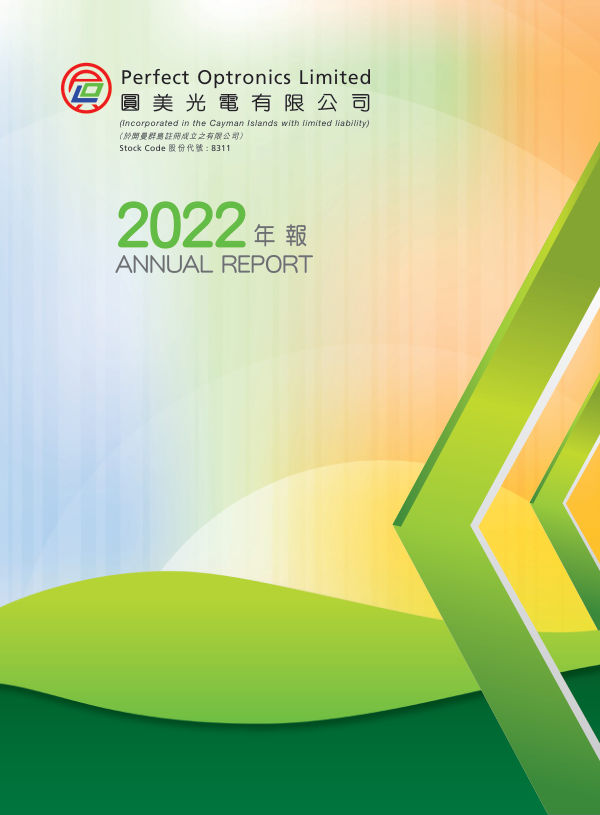 Perfect Optronics Limited
圓美光電有限公司
(Incorporated in the Cayman Islands with limited liability)
(於開曼群島註冊成立之有限公司)
Stock Code 股份代號 : 8311
2022 年報
ANNUAL REPORT